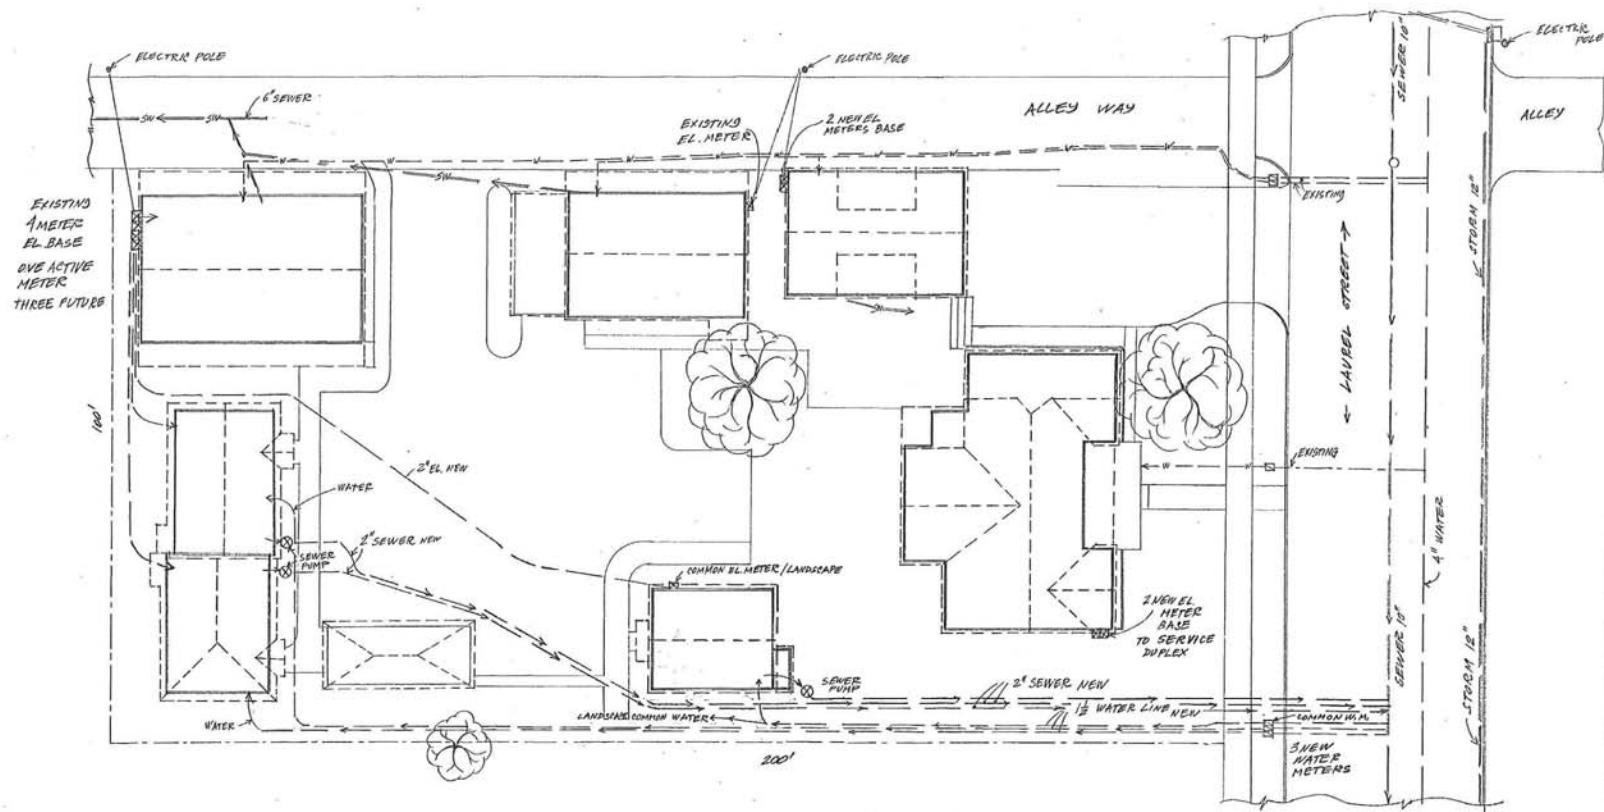 ELECTRIC POLE
ELECTRIC POLE
SEWER 10"
ELECTRIC
POLE
6" SEWER
SW
SW
EXISTING
EL. METER
2 NEW EL
METERS BASE
ALLEY WAY
ALLEY
W
W
W
W
W
W
W
W
W
SW
EXISTING
4 METER
EL. BASE
ONE ACTIVE
METER
THREE FUTURE
EXISTING
STORM 12"
LAUREL STREET
100'
2" EL. NEW
WATER
W
W
EXISTING
2" SEWER NEW
SEWER
PUMP
COMMON EL. METER/LANDSCAPE
4" WATER
2 NEW EL
METER
BASE
TO SERVICE
DUPLEX
SEWER 10"
STORM 12"
SEWER
PUMP
2" SEWER NEW
1½ WATER LINE NEW
WATER
LANDSCAPE COMMON WATER
COMMON W.M.
3 NEW
WATER
METERS
200'